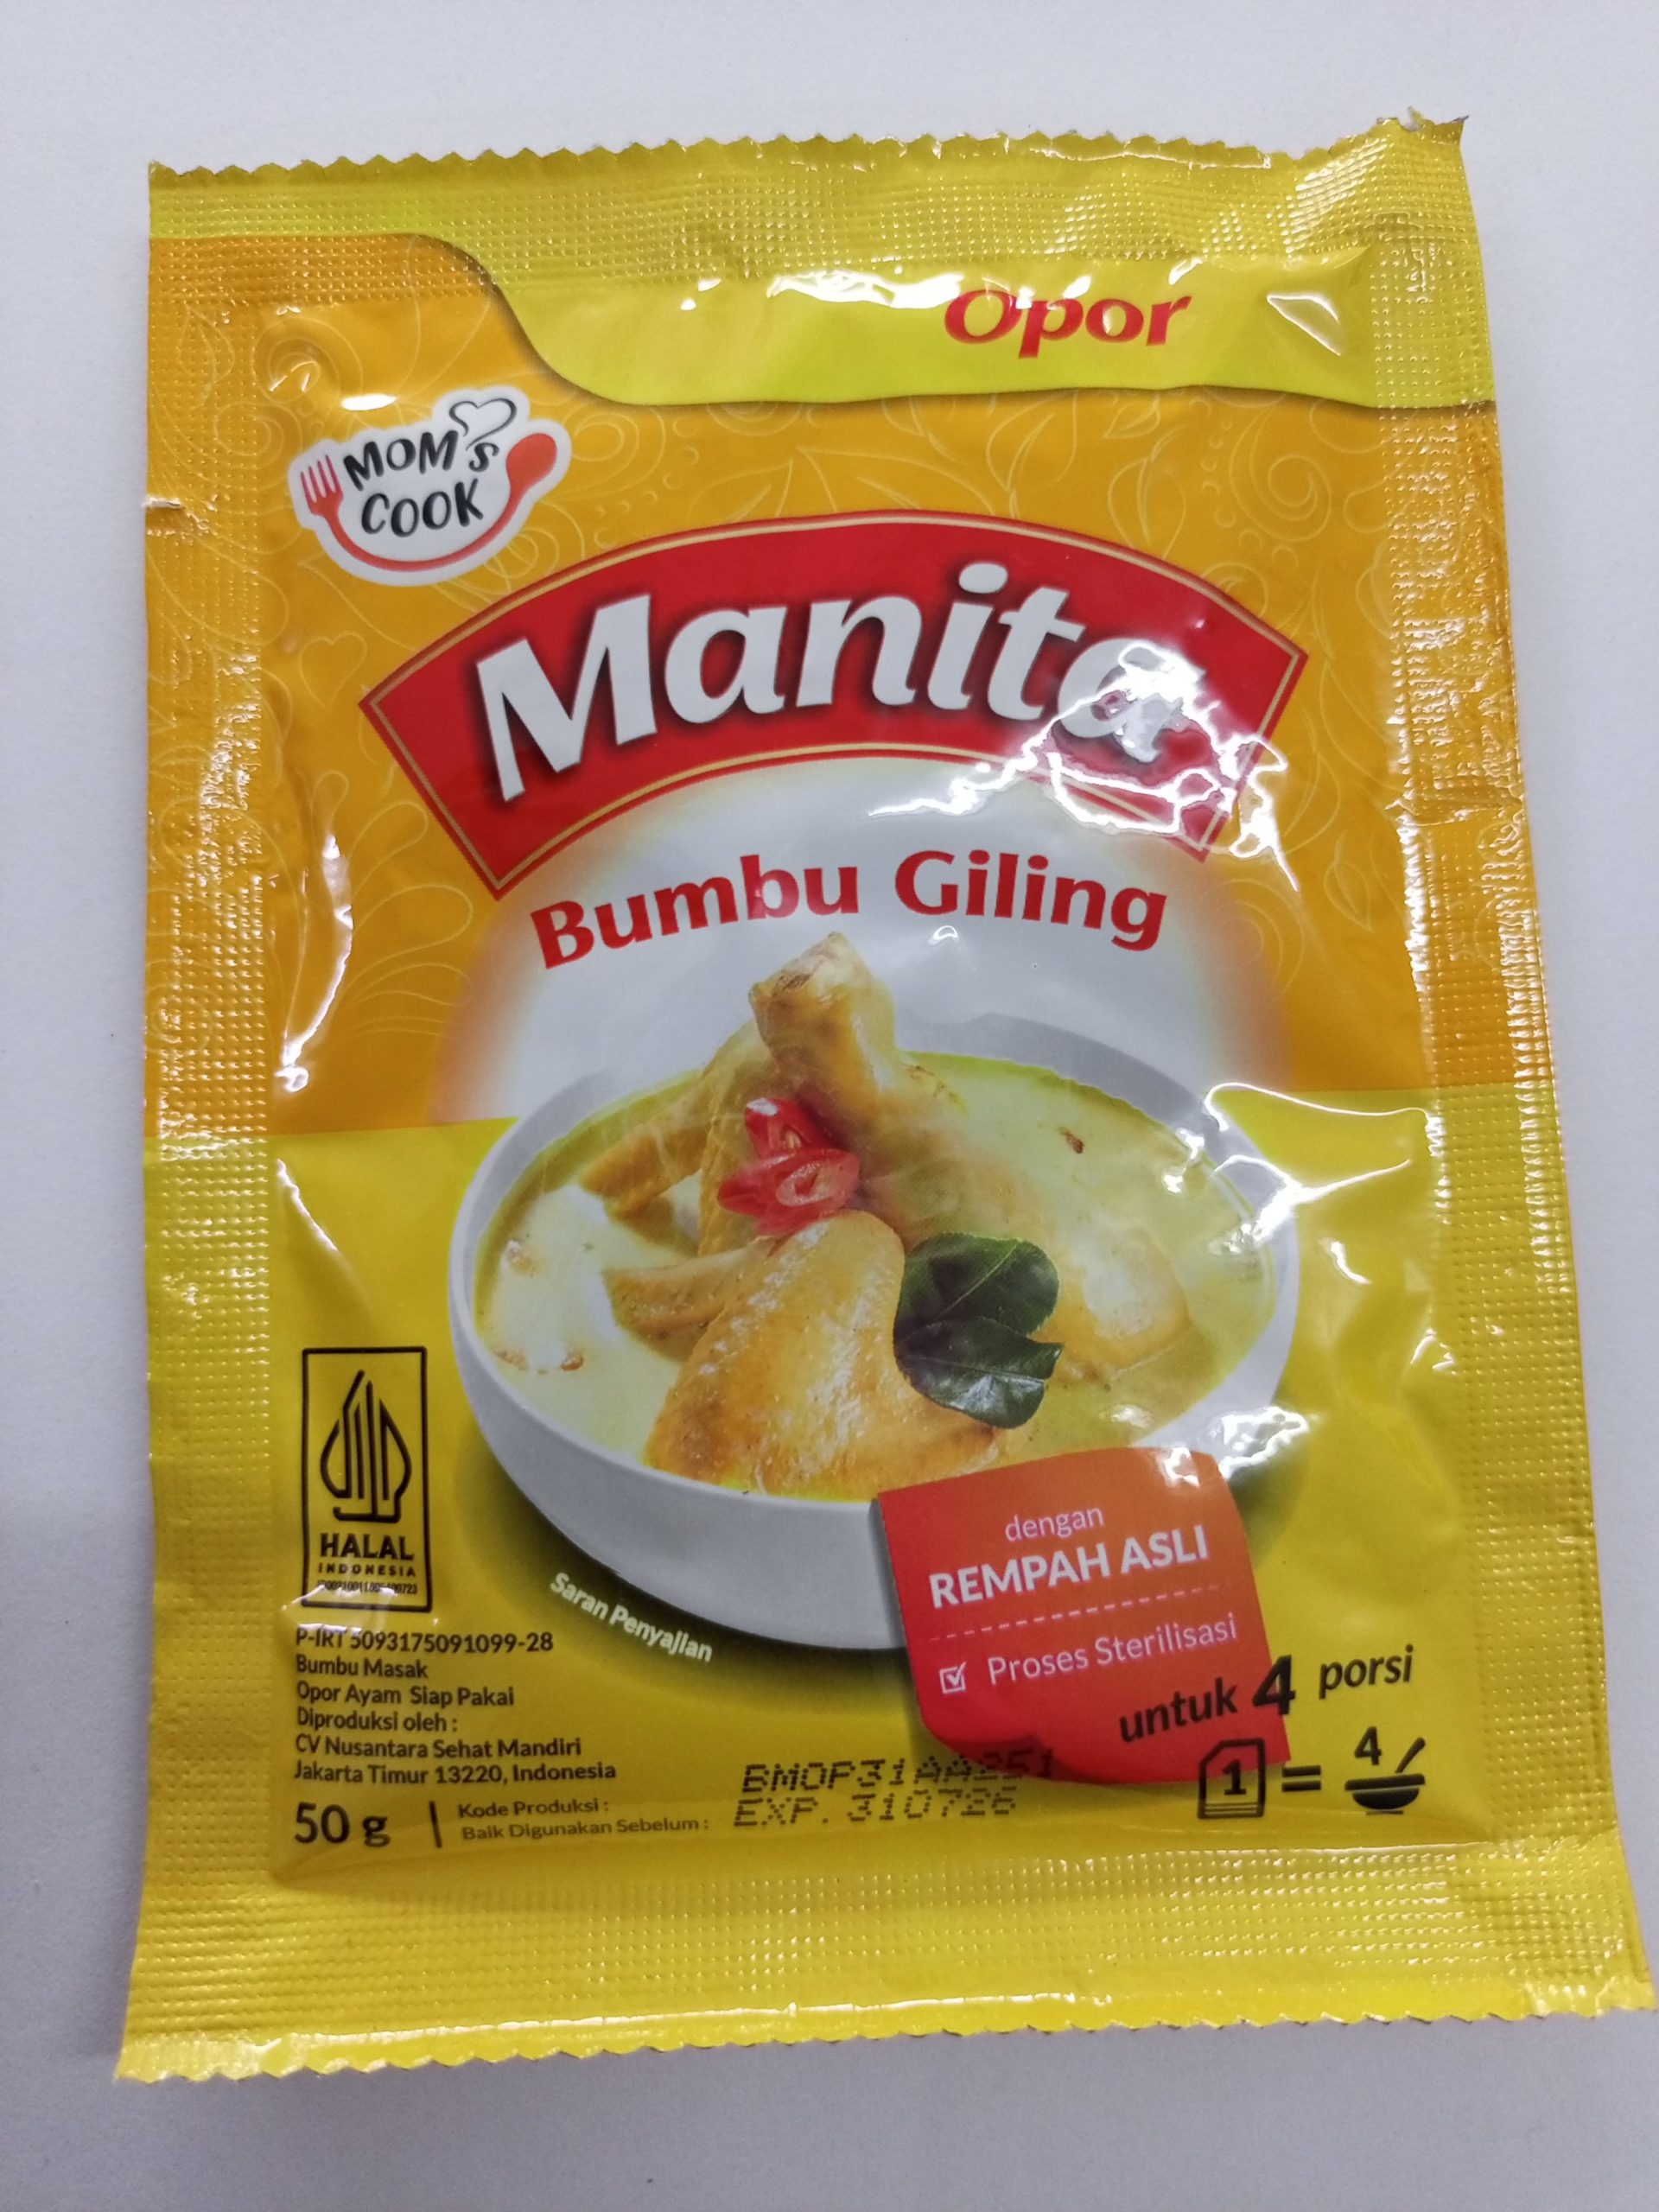 Opor
MOM'S
COOK
Manita
Bumbu Giling
HALAL
INDONESIA
dengan
REMPAH ASLI
Proses Sterilisasi
Saran Penyajian
untuk 4 porsi
1 = 4
P-IRT 5093175091099-28
Bumbu Masak
Opor Ayam Siap Pakai
Diproduksi oleh :
CV Nusantara Sehat Mandiri
Jakarta Timur 13220, Indonesia
50 g
Kode Produksi :
Baik Digunakan Sebelum :
BMOP31AA251
EXP. 310726